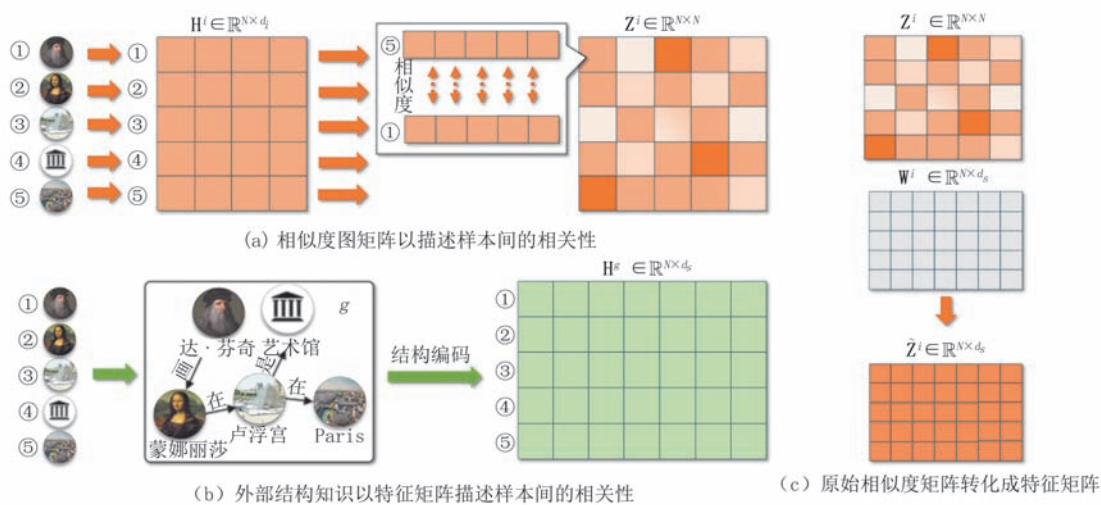 H^i∈ℝ^{N×d_i}
① ①
② ②
③ ③
④ ④
⑤ ⑤
⑤
相似度
①
Z^i∈ℝ^{N×N}
(a) 相似度图矩阵以描述样本间的相关性
①
②
③
④
⑤
g
达·芬奇 艺术馆
画
是
在
在
蒙娜丽莎
卢浮宫
Paris
结构编码
H^g ∈ℝ^{N×d_s}
①
②
③
④
⑤
(b) 外部结构知识以特征矩阵描述样本间的相关性
Z^i ∈ℝ^{N×N}
W^i ∈ℝ^{N×d_s}
Ẑ^i∈ℝ^{N×d_s}
(c) 原始相似度矩阵转化成特征矩阵